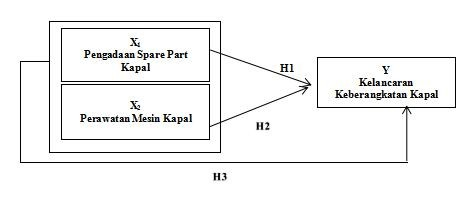 X₁
Pengadaan Spare Part
Kapal
H1
X₂
Perawatan Mesin Kapal
H2
Y
Kelancaran
Keberangkatan Kapal
H3